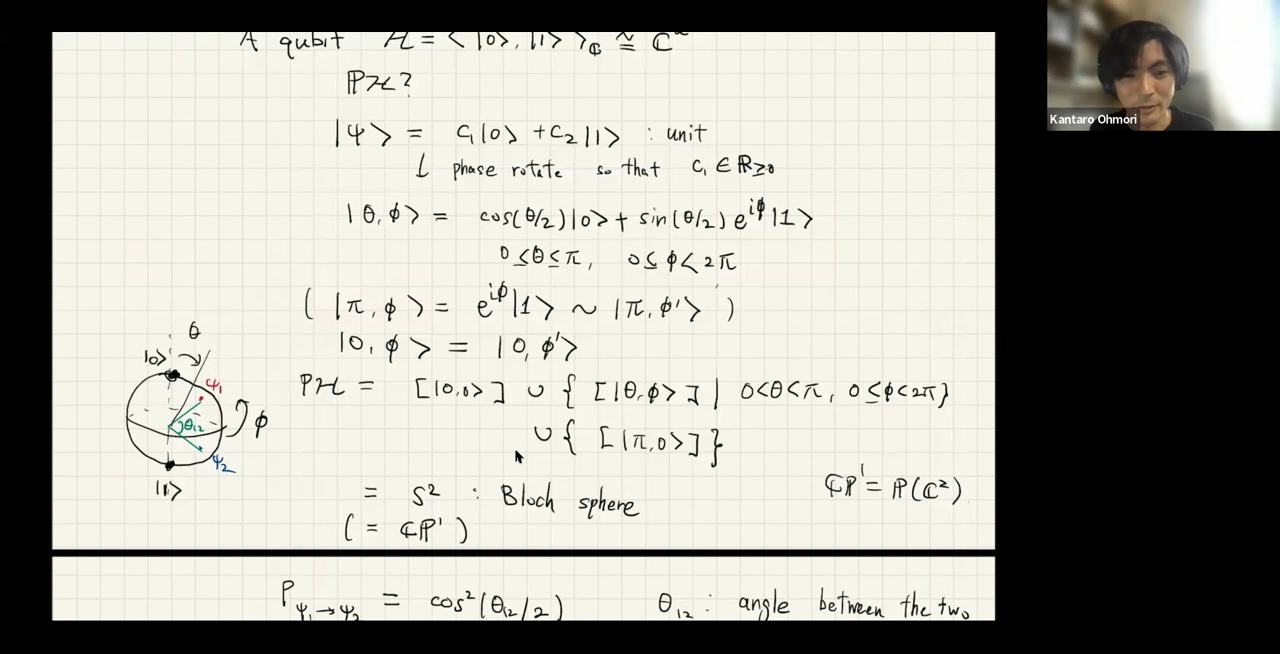 A qubit ℋ = < |0>, |1> >_ℂ ≅ ℂ²
ℙℋ?
|ψ> = c₁|0> + c₂|1> : unit
↓ phase rotate so that c₁ ∈ ℝ≥0
|θ,φ> = cos(θ/2)|0> + sin(θ/2) e^{iφ} |1>
0≤θ≤π, 0≤φ<2π
( |π,φ> = e^{iφ}|1> ~ |π,φ'> )
|0,φ> = |0,φ'>
Pℋ = [|0,0>] ∪ { [|θ,φ>] | 0<θ<π, 0≤φ<2π}
∪ { [|π,0>] }
= S² : Bloch sphere
( = ℂℙ¹ )
ℂℙ¹ = ℙ(ℂ²)
θ
|0>
ψ₁
θ₁₂
φ
ψ₂
|1>
P_{ψ₁→ψ₂} = cos²(θ₁₂/2) θ₁₂ : angle between the two
Kantaro Ohmori